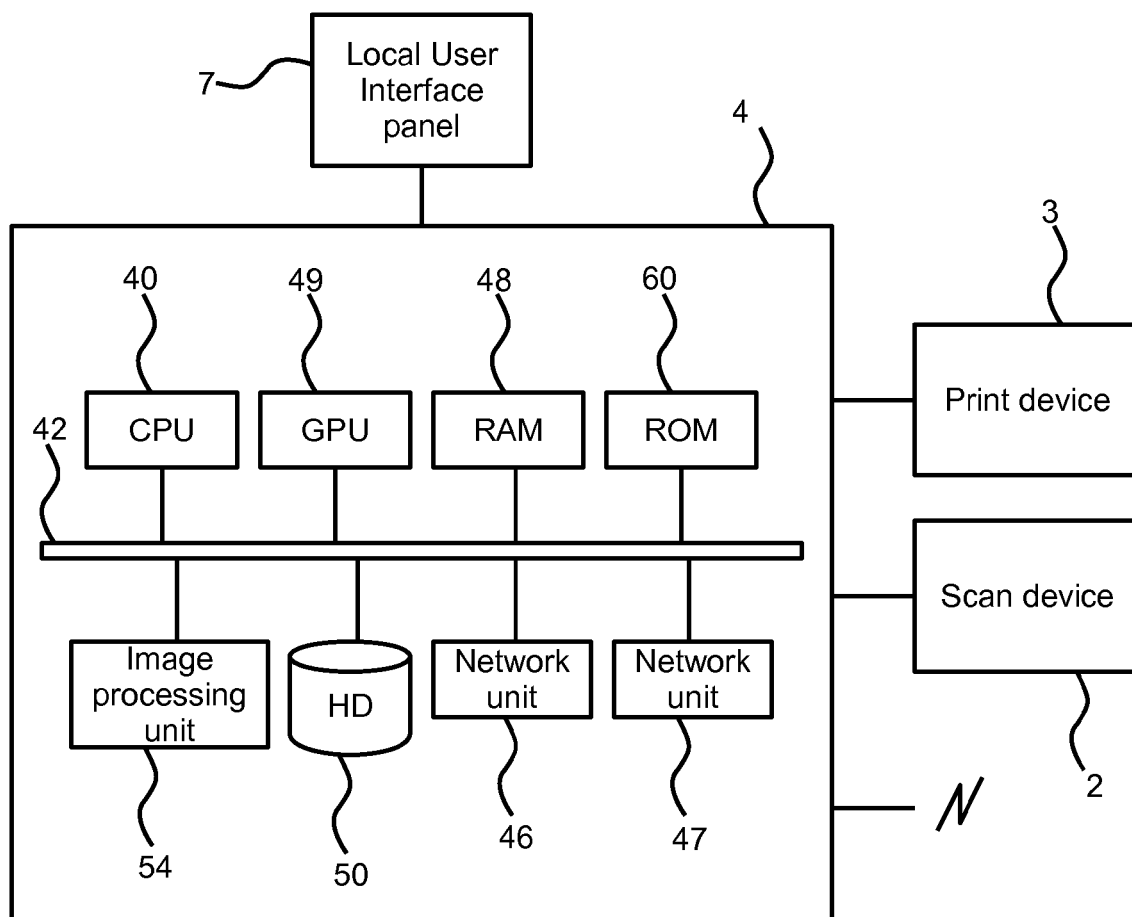 Local User
Interface
panel
7
4
3
40
49
48
60
Print device
42
CPU
GPU
RAM
ROM
Scan device
Image
processing
unit
HD
Network
unit
Network
unit
2
54
50
46
47